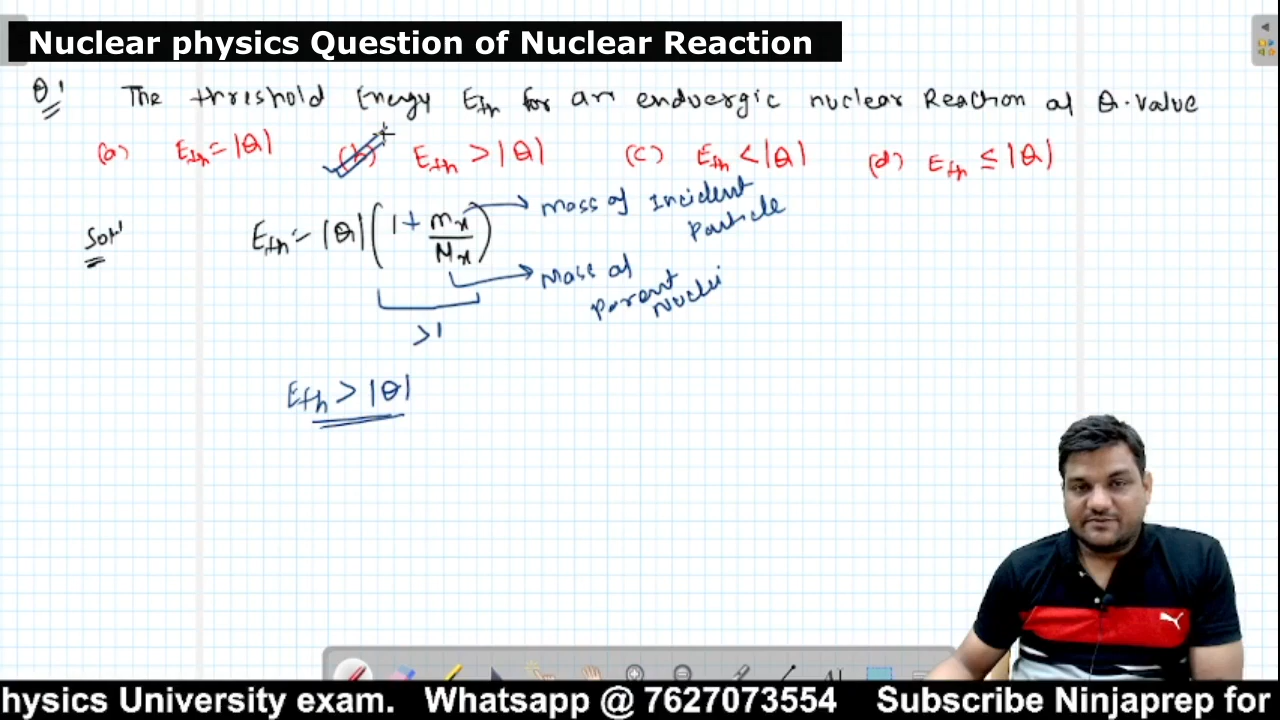 Nuclear physics Question of Nuclear Reaction
Q! The threshold Energy Eth for an enduergic nuclear Reaction of Q.value
(a) Eth = |Q| (b) Eth > |Q| (c) Eth < |Q| (d) Eth ≤ |Q|
Sol! Eth = |Q| (1 + mx/Mx) → Mass of Incident Particle
→ Mass of Parent Nuclei
>1
Eth > |Q|
hysics University exam. Whatsapp @ 7627073554 Subscribe Ninjaprep for